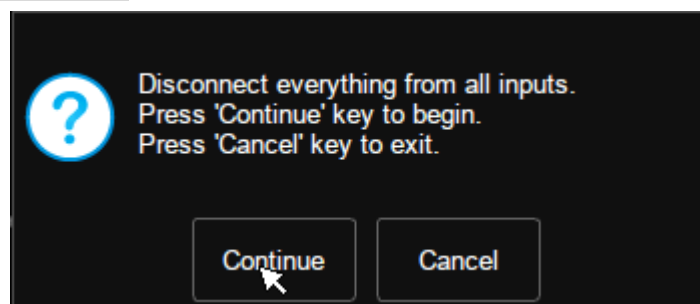 Disconnect everything from all inputs.
Press 'Continue' key to begin.
Press 'Cancel' key to exit.
Continue
Cancel